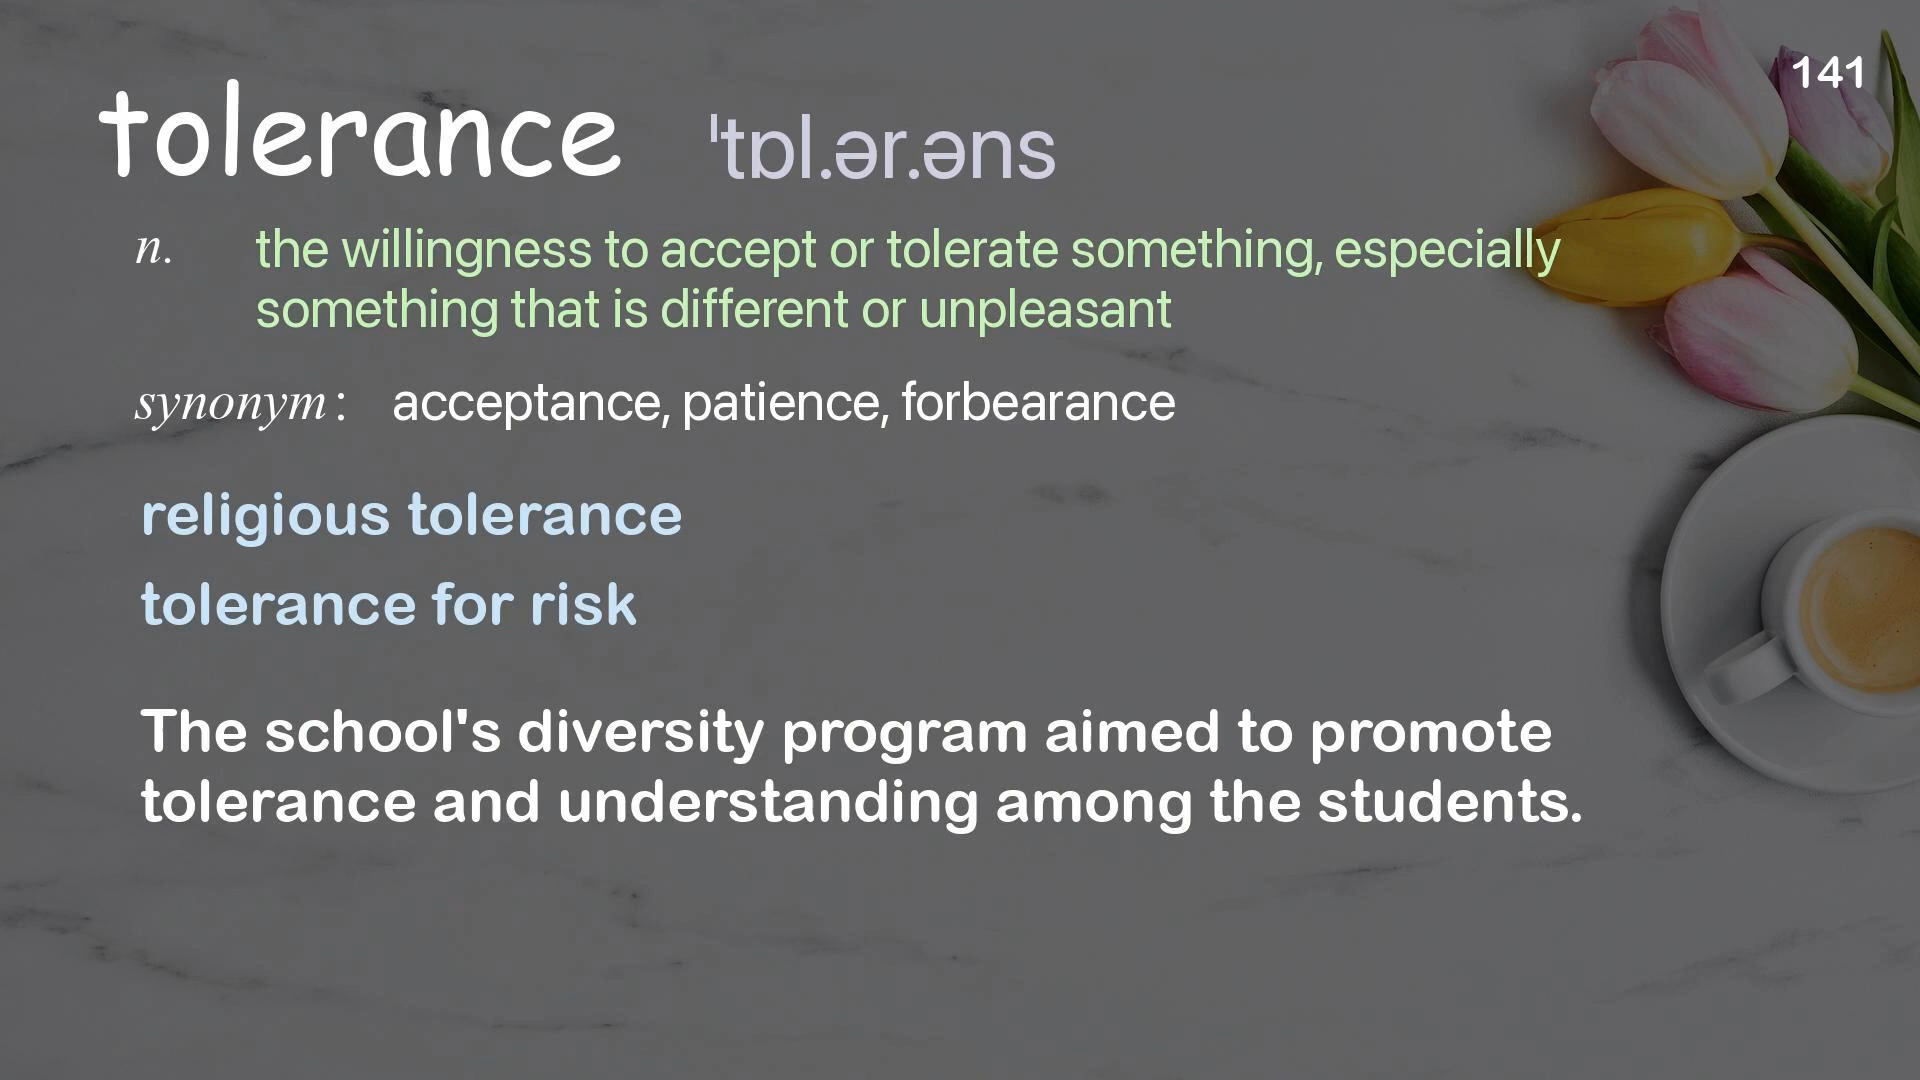 141
tolerance ˈtɒl.ər.əns
n. the willingness to accept or tolerate something, especially
something that is different or unpleasant
synonym: acceptance, patience, forbearance
religious tolerance
tolerance for risk
The school's diversity program aimed to promote
tolerance and understanding among the students.